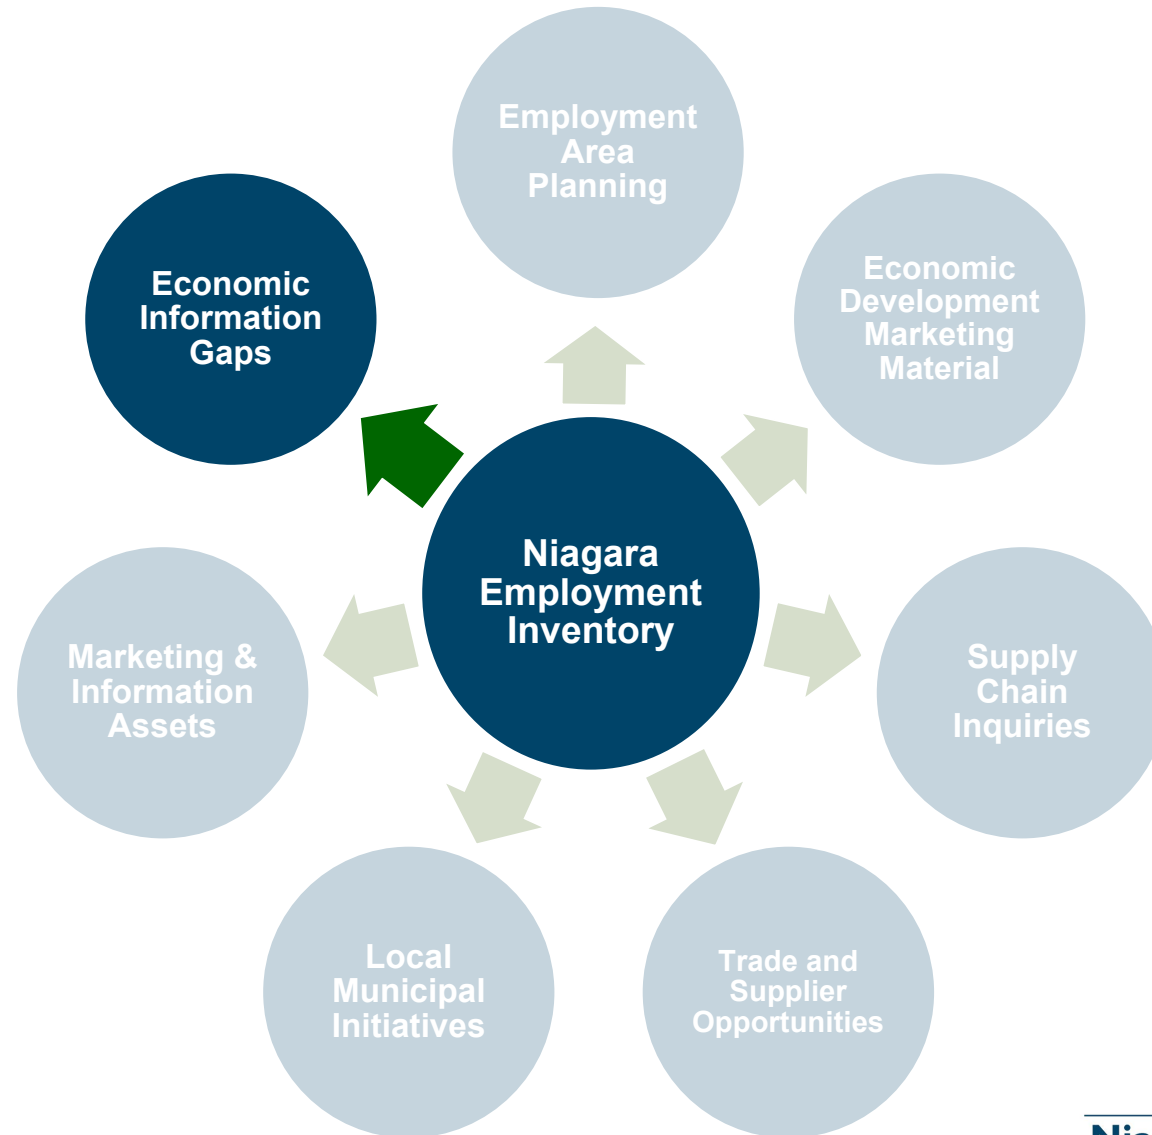 Employment
Area
Planning
Economic
Information
Gaps
Economic
Development
Marketing
Material
Niagara
Employment
Inventory
Marketing &
Information
Assets
Supply
Chain
Inquiries
Local
Municipal
Initiatives
Trade and
Supplier
Opportunities